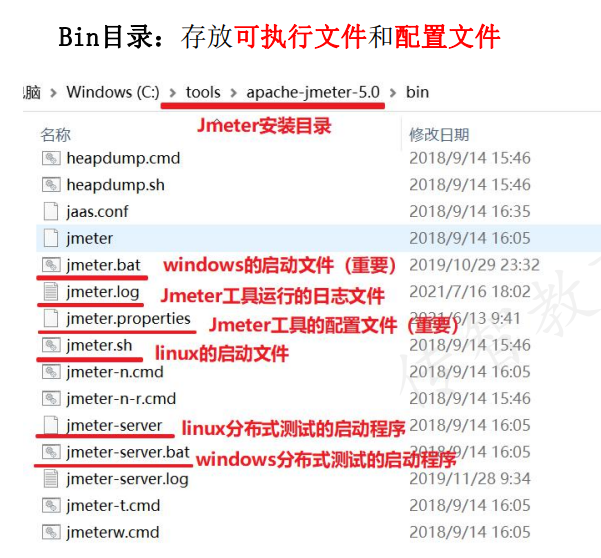 Bin目录：存放可执行文件和配置文件
脑 > Windows (C:) > tools > apache-jmeter-5.0 > bin
Jmeter安装目录
名称 修改日期
heapdump.cmd 2018/9/14 15:46
heapdump.sh 2018/9/14 15:46
jaas.conf 2018/9/14 16:35
jmeter 2018/9/14 16:05
jmeter.bat windows的启动文件（重要） 2019/10/29 23:32
jmeter.log Jmeter工具运行的日志文件 2021/7/16 18:02
jmeter.properties Jmeter工具的配置文件（重要） 2021/6/13 9:41
jmeter.sh linux的启动文件 2018/9/14 15:46
jmeter-n.cmd 2018/9/14 16:05
jmeter-n-r.cmd 2018/9/14 15:46
jmeter-server linux分布式测试的启动程序 2018/9/14 16:05
jmeter-server.bat windows分布式测试的启动程序 2018/9/14 16:05
jmeter-server.log 2019/11/28 9:34
jmeter-t.cmd 2018/9/14 16:05
jmeterw.cmd 2018/9/14 16:05
传智教